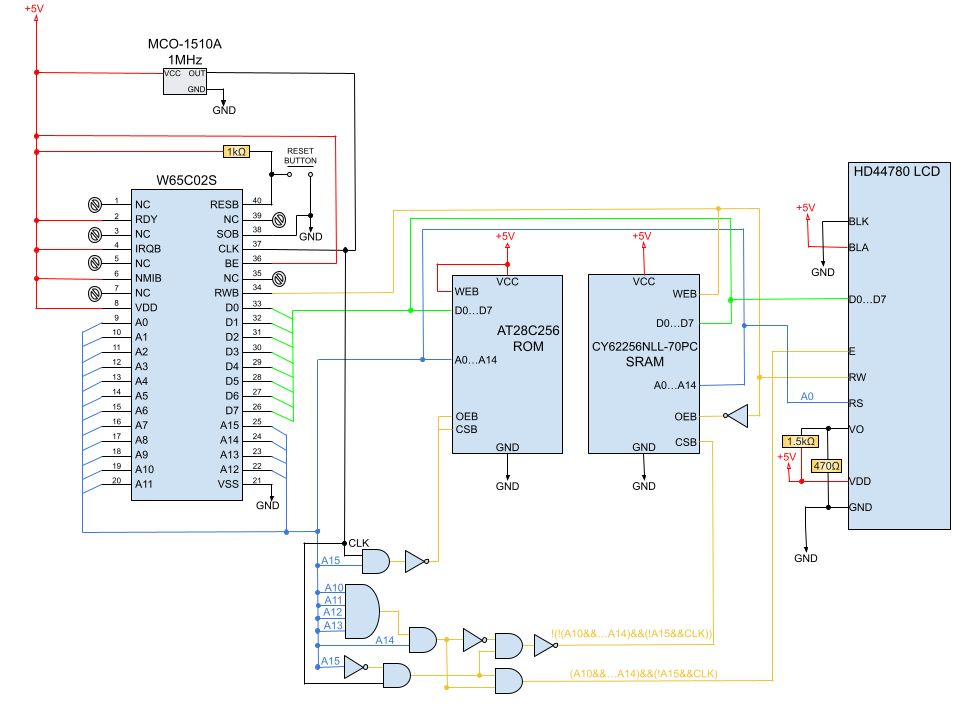 +5V
MCO-1510A
1MHz
VCC OUT
GND
GND
1kΩ
RESET
BUTTON
GND
W65C02S
1 NC
2 RDY
3 NC
4 IRQB
5 NC
6 NMIB
7 NC
8 VDD
9 A0
10 A1
11 A2
12 A3
13 A4
14 A5
15 A6
16 A7
17 A8
18 A9
19 A10
20 A11
RESB 40
NC 39
SOB 38
CLK 37
BE 36
NC 35
RWB 34
D0 33
D1 32
D2 31
D3 30
D4 29
D5 28
D6 27
D7 26
A15 25
A14 24
A13 23
A12 22
VSS 21
GND
+5V
VCC
WEB
D0...D7
AT28C256
ROM
A0...A14
OEB
CSB
GND
GND
+5V
VCC
WEB
D0...D7
CY62256NLL-70PC
SRAM
A0...A14
OEB
CSB
GND
GND
HD44780 LCD
+5V
BLK
BLA
GND
D0...D7
E
RW
A0
RS
VO
1.5kΩ
+5V
470Ω
VDD
GND
GND
CLK
A15
A10
A11
A12
A13
A14
A15
!(!(A10&&...A14)&&(!A15&&CLK))
(A10&&...A14)&&(!A15&&CLK)